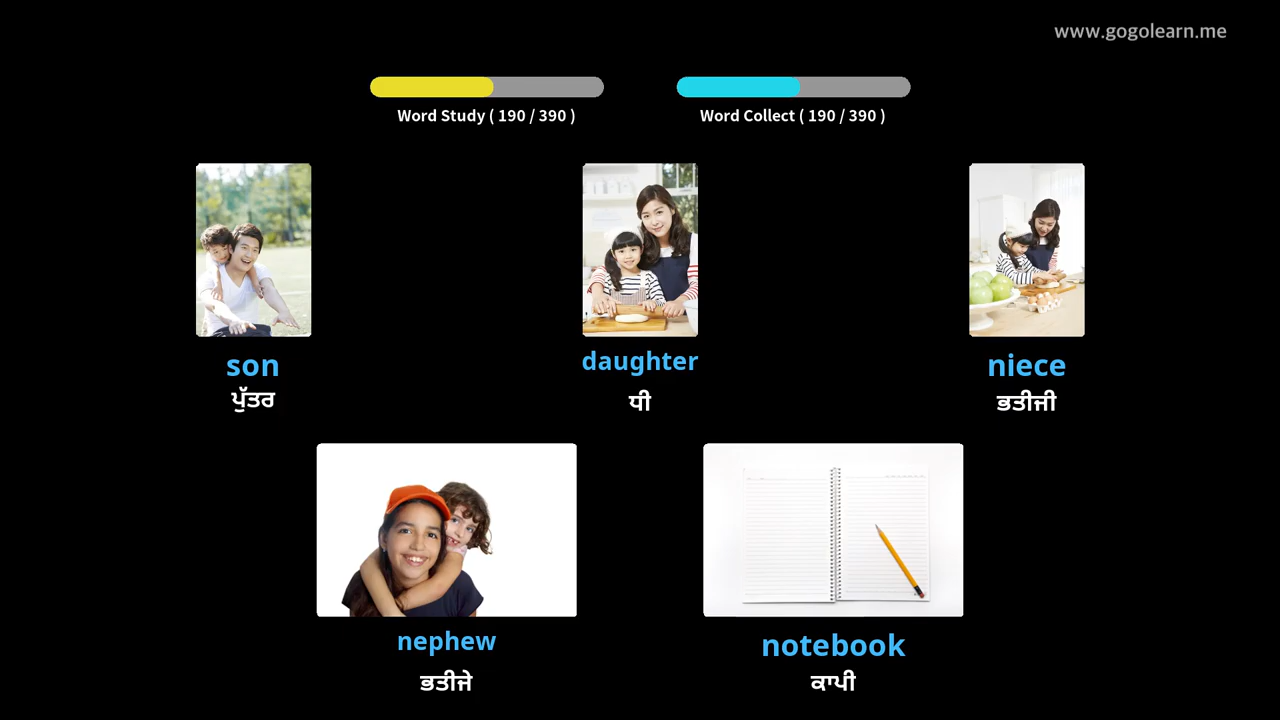 www.gogolearn.me
Word Study ( 190 / 390 )
Word Collect ( 190 / 390 )
son
ਪੁੱਤਰ
daughter
ਧੀ
niece
ਭਤੀਜੀ
nephew
ਭਤੀਜੇ
notebook
ਕਾਪੀ